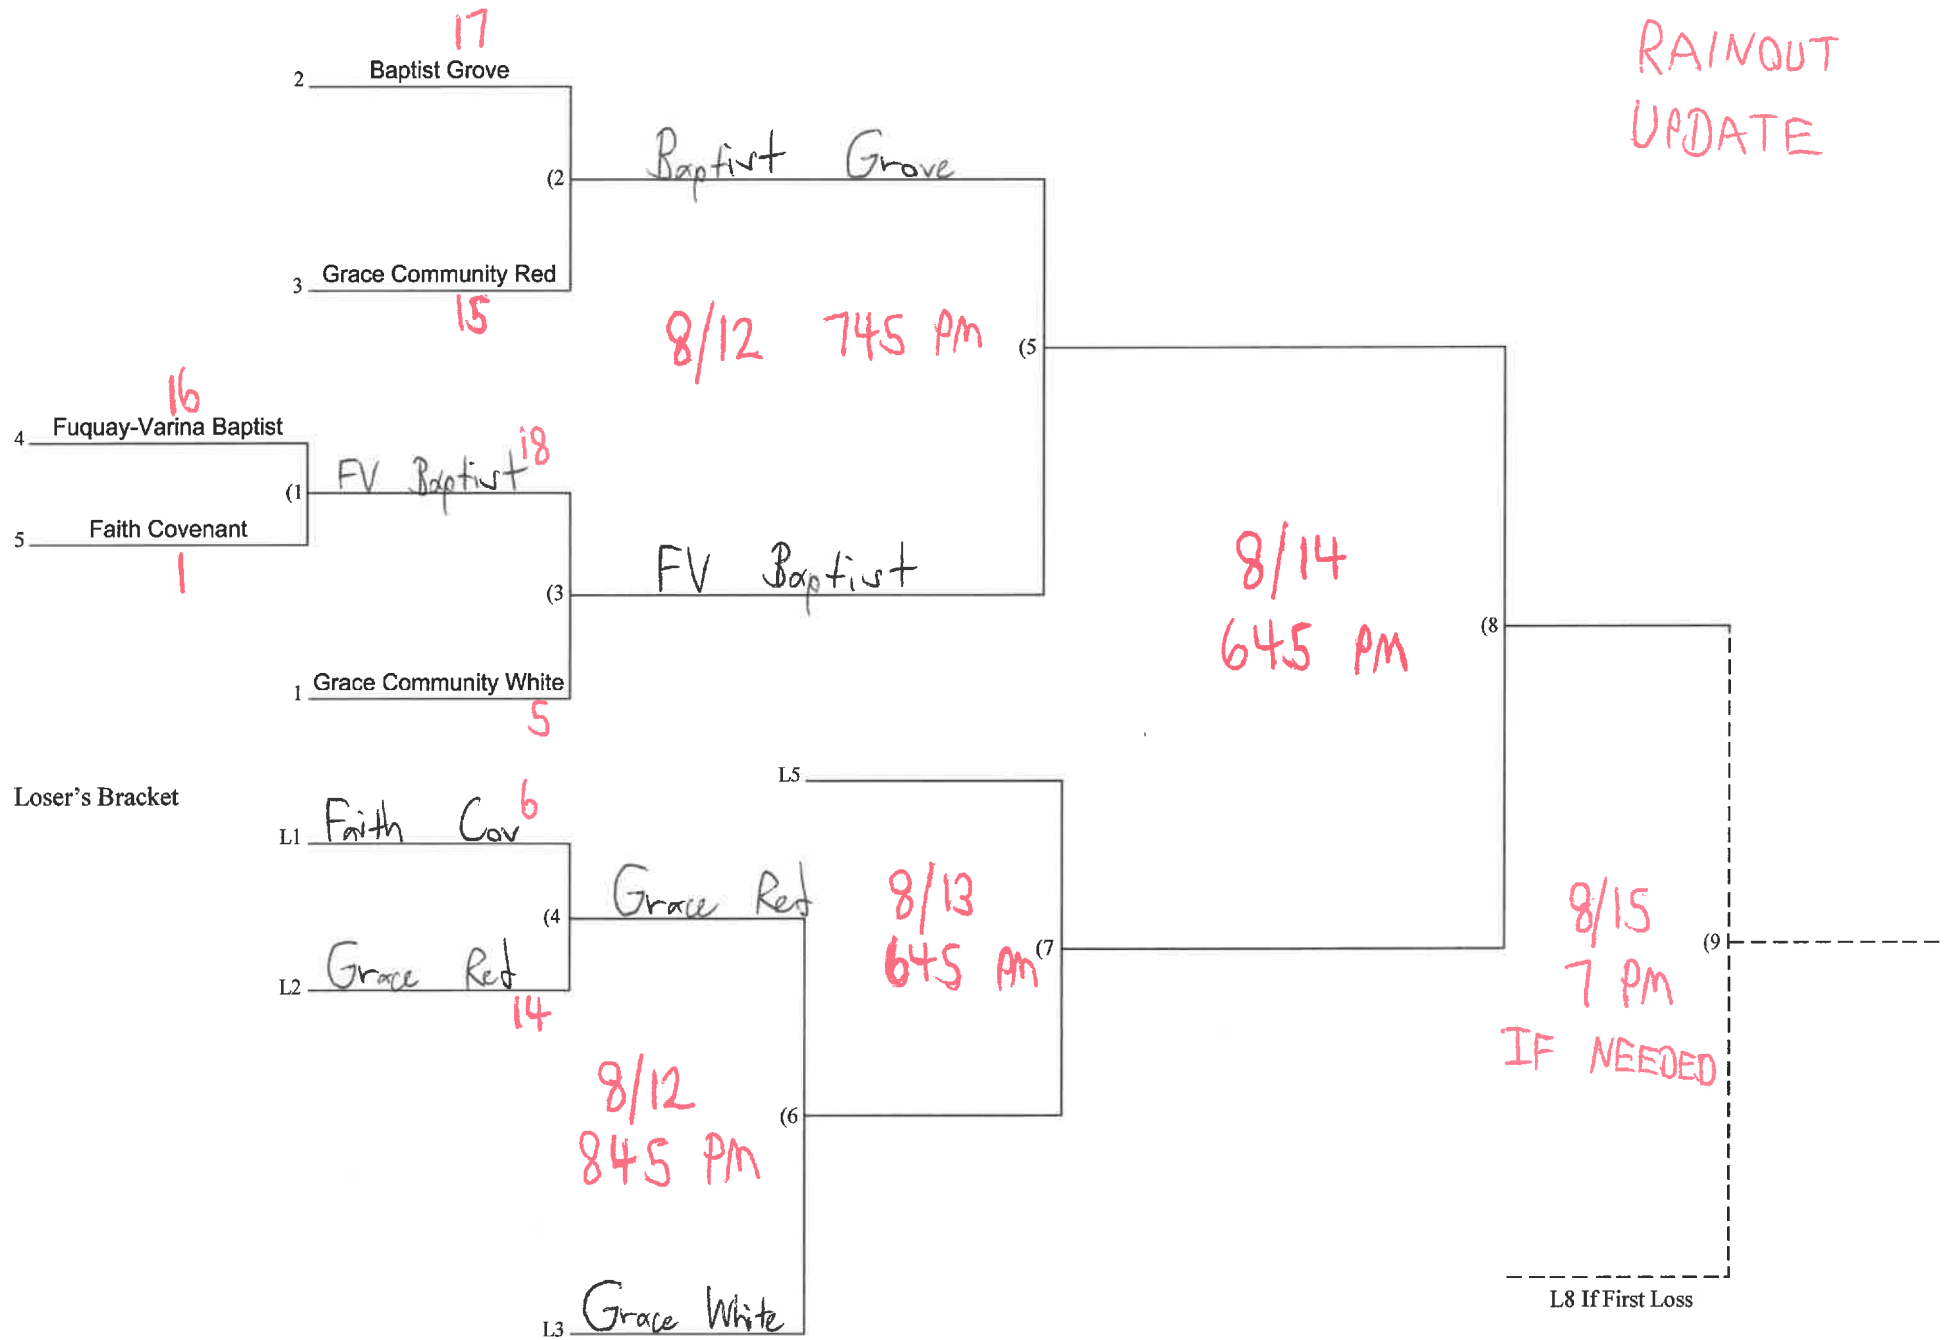 17
RAINOUT
UPDATE
2 Baptist Grove
(2 Baptist Grove
3 Grace Community Red
15
8/12 745 PM (5
16
4 Fuquay-Varina Baptist
(1 FV Baptist 18
5 Faith Covenant
1
(3 FV Baptist
8/14
645 PM (8
1 Grace Community White
5
L5
Loser's Bracket
L1 Faith Cov 6
(4 Grace Red
8/13
645 PM (7
L2 Grace Red
14
8/15
7 PM (9
IF NEEDED
8/12
845 PM (6
L3 Grace White
L8 If First Loss